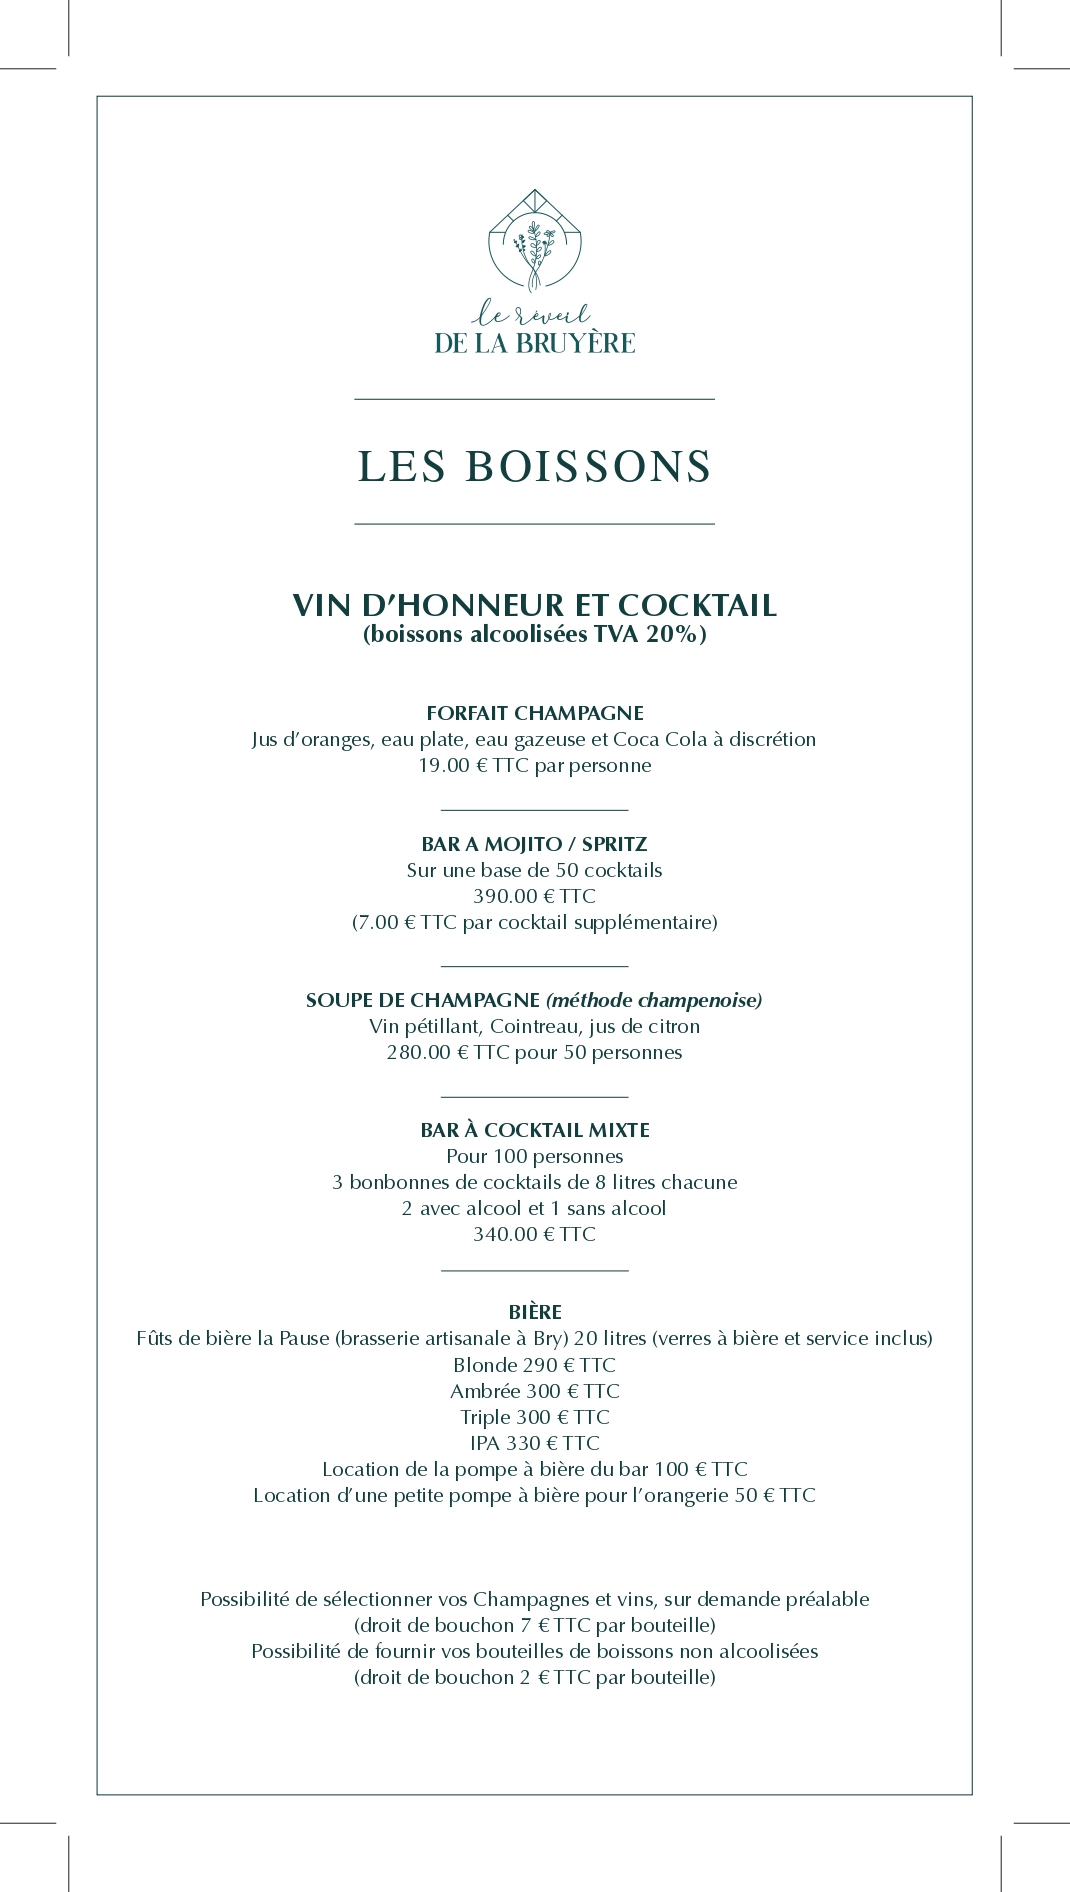 le réveil
DE LA BRUYÈRE
LES BOISSONS
VIN D’HONNEUR ET COCKTAIL
(boissons alcoolisées TVA 20%)
FORFAIT CHAMPAGNE
Jus d’oranges, eau plate, eau gazeuse et Coca Cola à discrétion
19.00 € TTC par personne
BAR A MOJITO / SPRITZ
Sur une base de 50 cocktails
390.00 € TTC
(7.00 € TTC par cocktail supplémentaire)
SOUPE DE CHAMPAGNE (méthode champenoise)
Vin pétillant, Cointreau, jus de citron
280.00 € TTC pour 50 personnes
BAR À COCKTAIL MIXTE
Pour 100 personnes
3 bonbonnes de cocktails de 8 litres chacune
2 avec alcool et 1 sans alcool
340.00 € TTC
BIÈRE
Fûts de bière la Pause (brasserie artisanale à Bry) 20 litres (verres à bière et service inclus)
Blonde 290 € TTC
Ambrée 300 € TTC
Triple 300 € TTC
IPA 330 € TTC
Location de la pompe à bière du bar 100 € TTC
Location d’une petite pompe à bière pour l’orangerie 50 € TTC
Possibilité de sélectionner vos Champagnes et vins, sur demande préalable
(droit de bouchon 7 € TTC par bouteille)
Possibilité de fournir vos bouteilles de boissons non alcoolisées
(droit de bouchon 2 € TTC par bouteille)